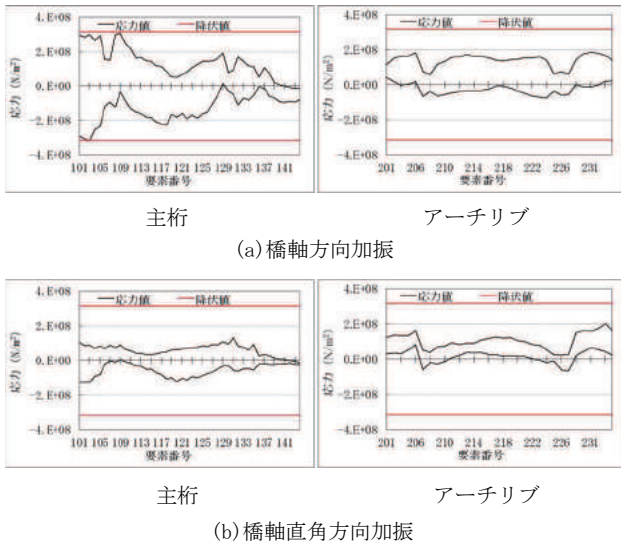 応力値 降伏値
4.E+08
2.E+08
0.E+00
-2.E+08
-4.E+08
応力 (N/m²)
101 105 109 113 117 121 125 129 133 137 141
要素番号
主桁
応力値 降伏値
4.E+08
2.E+08
0.E+00
-2.E+08
-4.E+08
応力 (N/m²)
201 206 210 214 218 222 226 231
要素番号
アーチリブ
(a)橋軸方向加振
応力値 降伏値
4.E+08
2.E+08
0.E+00
-2.E+08
-4.E+08
応力 (N/m²)
101 105 109 113 117 121 125 129 133 137 141
要素番号
主桁
応力値 降伏値
4.E+08
2.E+08
0.E+00
-2.E+08
-4.E+08
応力 (N/m²)
201 206 210 214 218 222 226 231
要素番号
アーチリブ
(b)橋軸直角方向加振